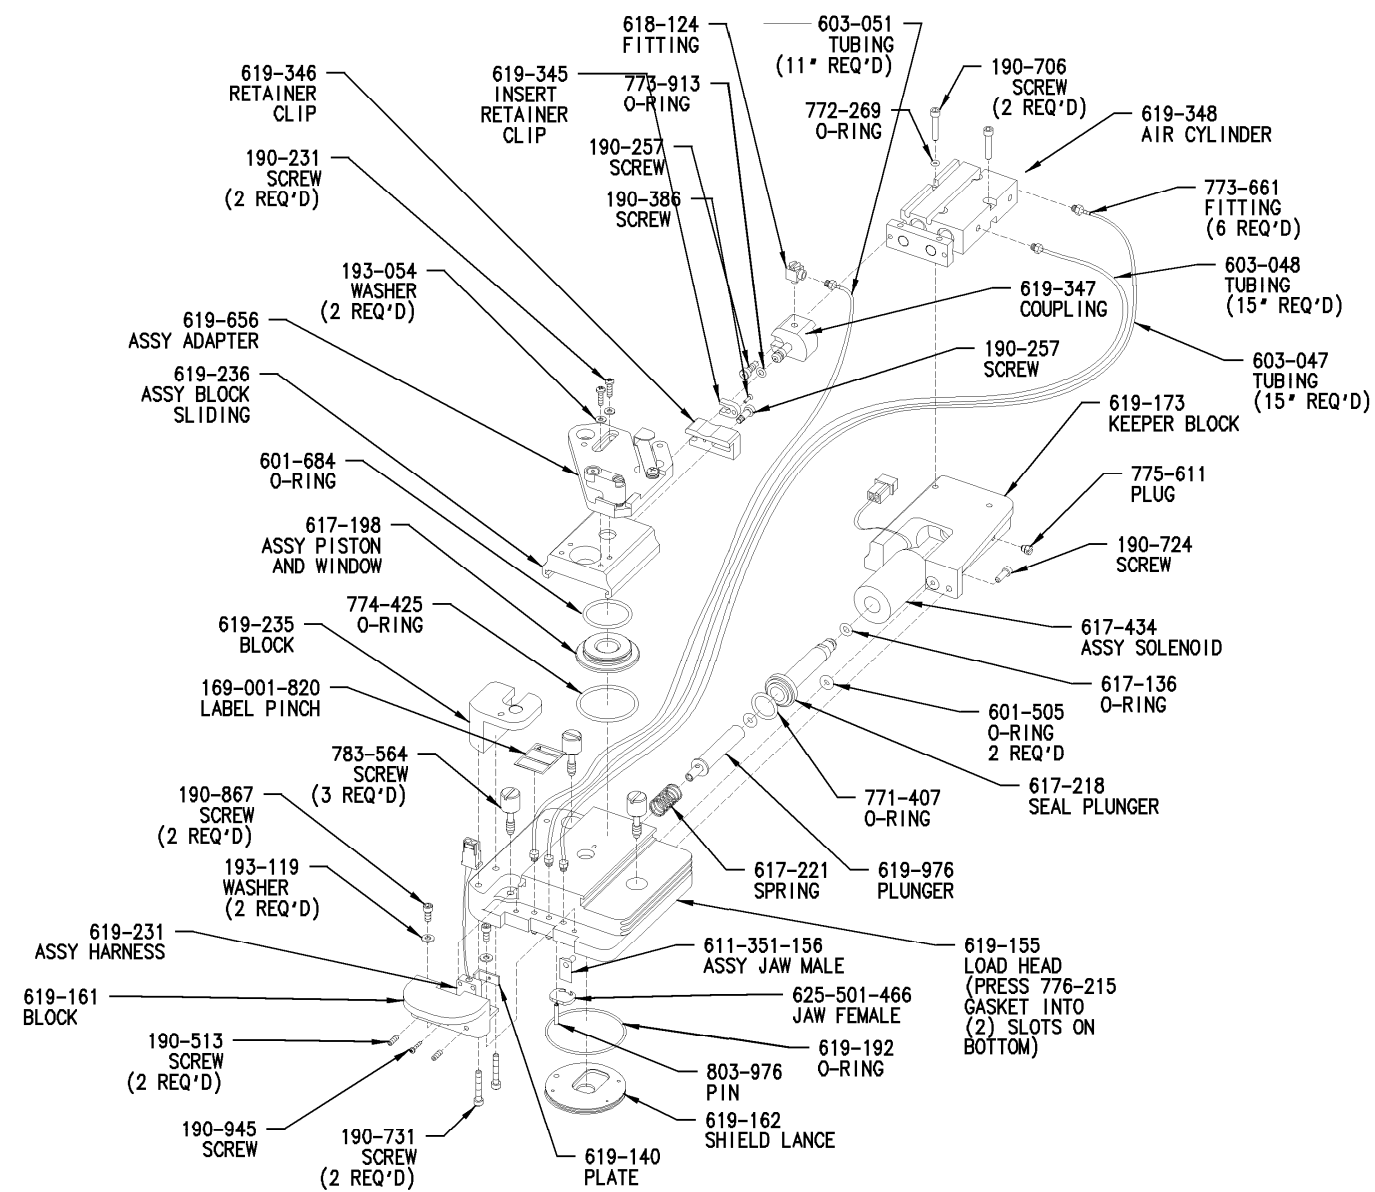 618-124
FITTING
603-051
TUBING
(11" REQ'D)
619-346
RETAINER
CLIP
619-345
INSERT
RETAINER
CLIP
773-913
O-RING
190-706
SCREW
(2 REQ'D)
772-269
O-RING
619-348
AIR CYLINDER
190-231
SCREW
(2 REQ'D)
190-257
SCREW
190-386
SCREW
773-661
FITTING
(6 REQ'D)
193-054
WASHER
(2 REQ'D)
603-048
TUBING
(15" REQ'D)
619-347
COUPLING
619-656
ASSY ADAPTER
190-257
SCREW
603-047
TUBING
(15" REQ'D)
619-236
ASSY BLOCK
SLIDING
619-173
KEEPER BLOCK
601-684
O-RING
775-611
PLUG
617-198
ASSY PISTON
AND WINDOW
190-724
SCREW
774-425
O-RING
619-235
BLOCK
617-434
ASSY SOLENOID
169-001-820
LABEL PINCH
617-136
O-RING
601-505
O-RING
2 REQ'D
783-564
SCREW
(3 REQ'D)
617-218
SEAL PLUNGER
771-407
O-RING
190-867
SCREW
(2 REQ'D)
193-119
WASHER
(2 REQ'D)
617-221
SPRING
619-976
PLUNGER
619-231
ASSY HARNESS
611-351-156
ASSY JAW MALE
619-155
LOAD HEAD
(PRESS 776-215
GASKET INTO
(2) SLOTS ON
BOTTOM)
619-161
BLOCK
625-501-466
JAW FEMALE
190-513
SCREW
(2 REQ'D)
619-192
O-RING
803-976
PIN
190-945
SCREW
619-162
SHIELD LANCE
190-731
SCREW
(2 REQ'D)
619-140
PLATE